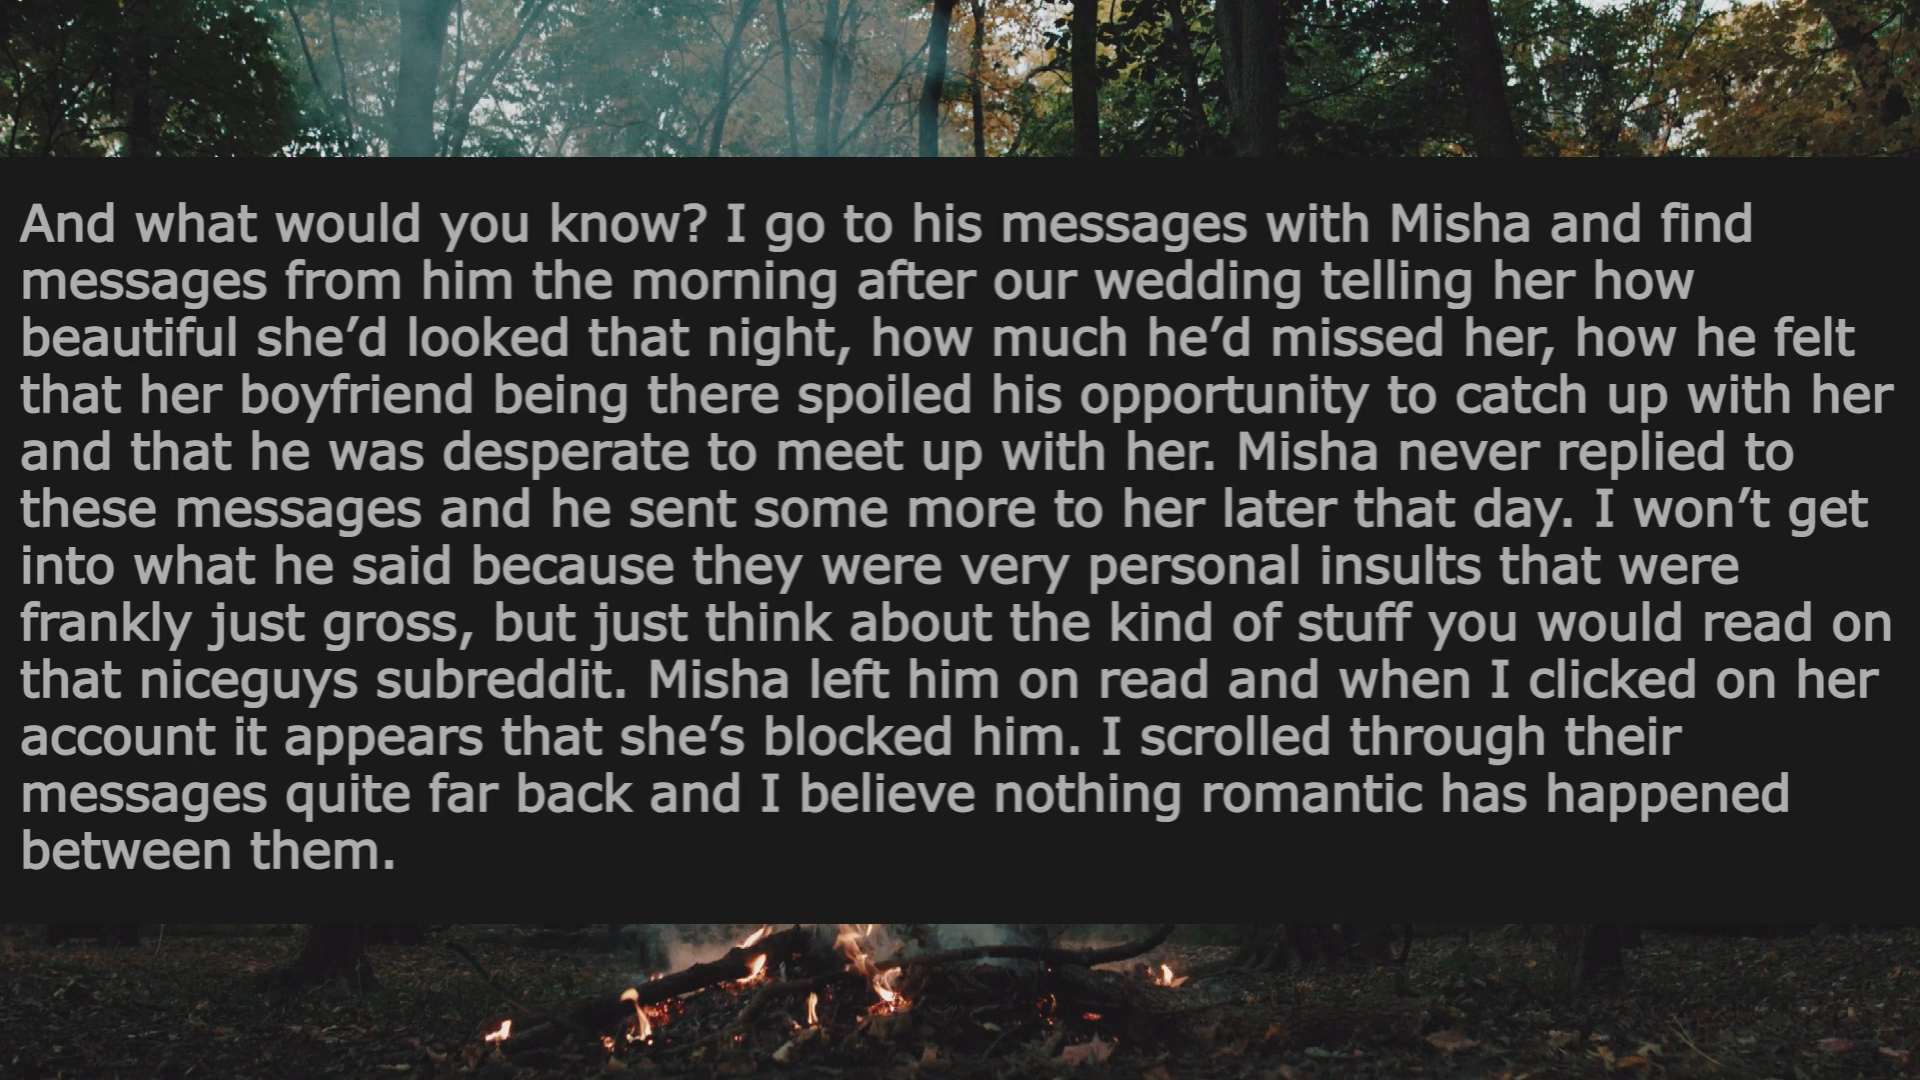 And what would you know? I go to his messages with Misha and find
messages from him the morning after our wedding telling her how
beautiful she’d looked that night, how much he’d missed her, how he felt
that her boyfriend being there spoiled his opportunity to catch up with her
and that he was desperate to meet up with her. Misha never replied to
these messages and he sent some more to her later that day. I won’t get
into what he said because they were very personal insults that were
frankly just gross, but just think about the kind of stuff you would read on
that niceguys subreddit. Misha left him on read and when I clicked on her
account it appears that she’s blocked him. I scrolled through their
messages quite far back and I believe nothing romantic has happened
between them.